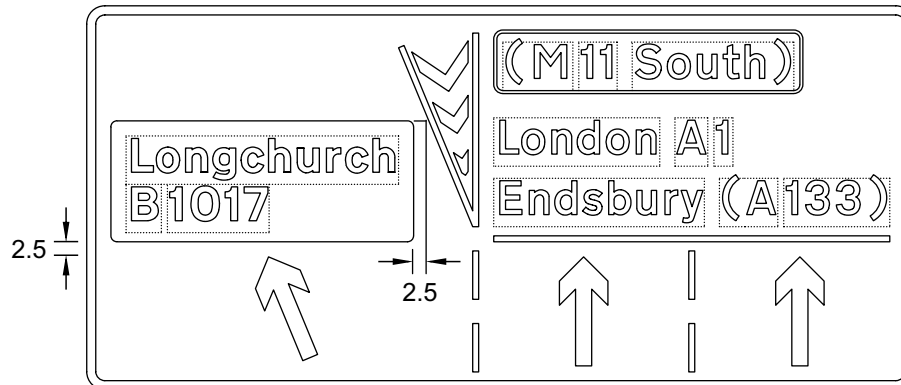 (M11 South)
London A1
Endsbury (A133)
Longchurch
B1017
2.5
2.5